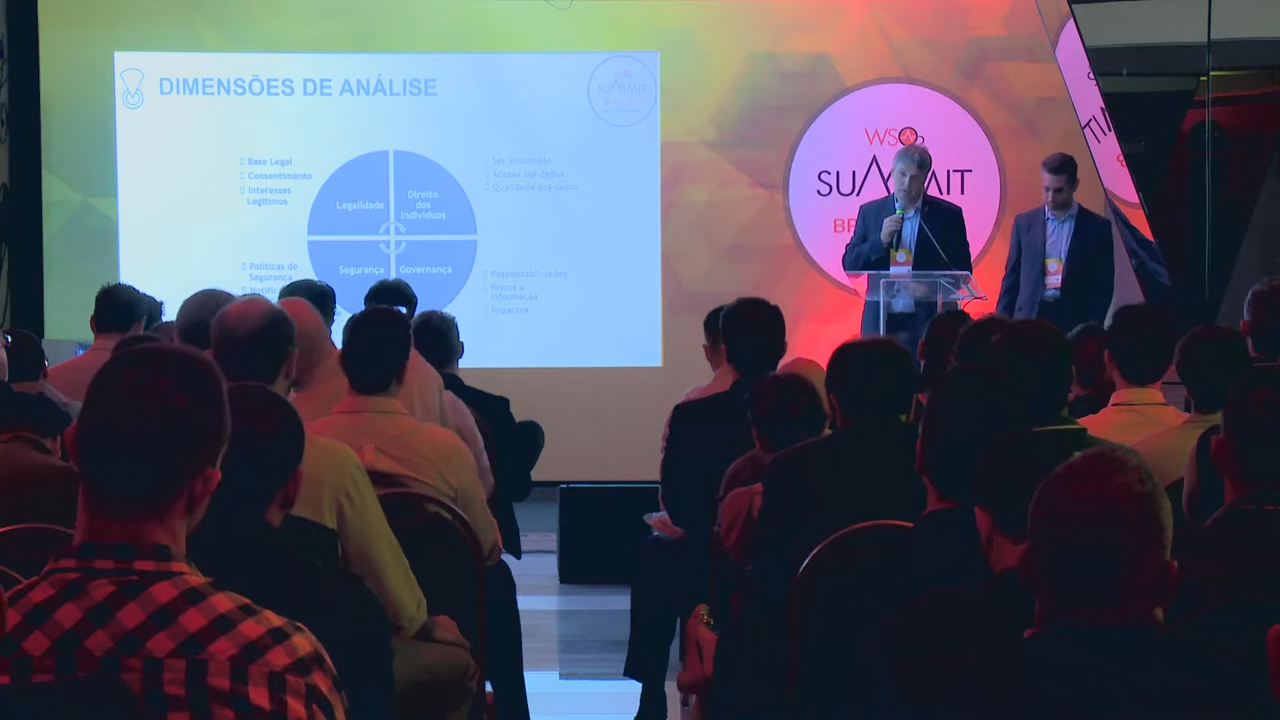 DIMENSÕES DE ANÁLISE
SUMMIT
Base Legal
Consentimento
Interesses
Legítimos
Legalidade
Direito
dos
Indivíduos
Ser informado
Acesso aos dados
Qualidade dos dados
Políticas de
Segurança
Segurança
Governança
Responsabilidades
Riscos a
Informação
Impactos
WSO2
SUMMIT